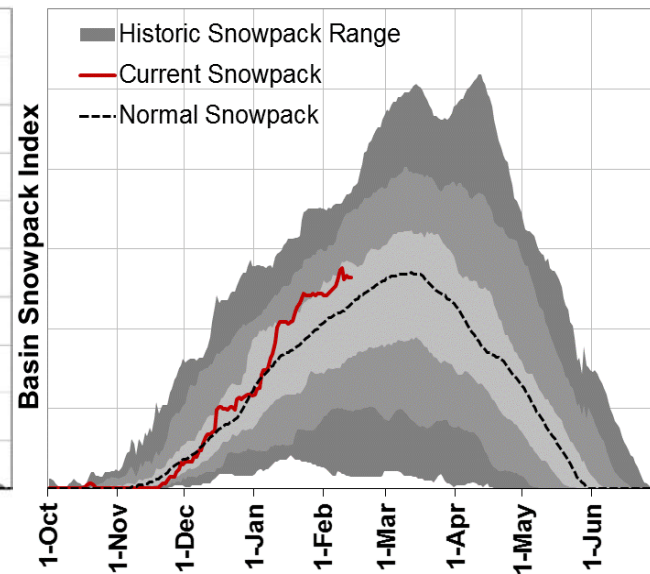 Historic Snowpack Range
Current Snowpack
Normal Snowpack
Basin Snowpack Index
1-Oct
1-Nov
1-Dec
1-Jan
1-Feb
1-Mar
1-Apr
1-May
1-Jun